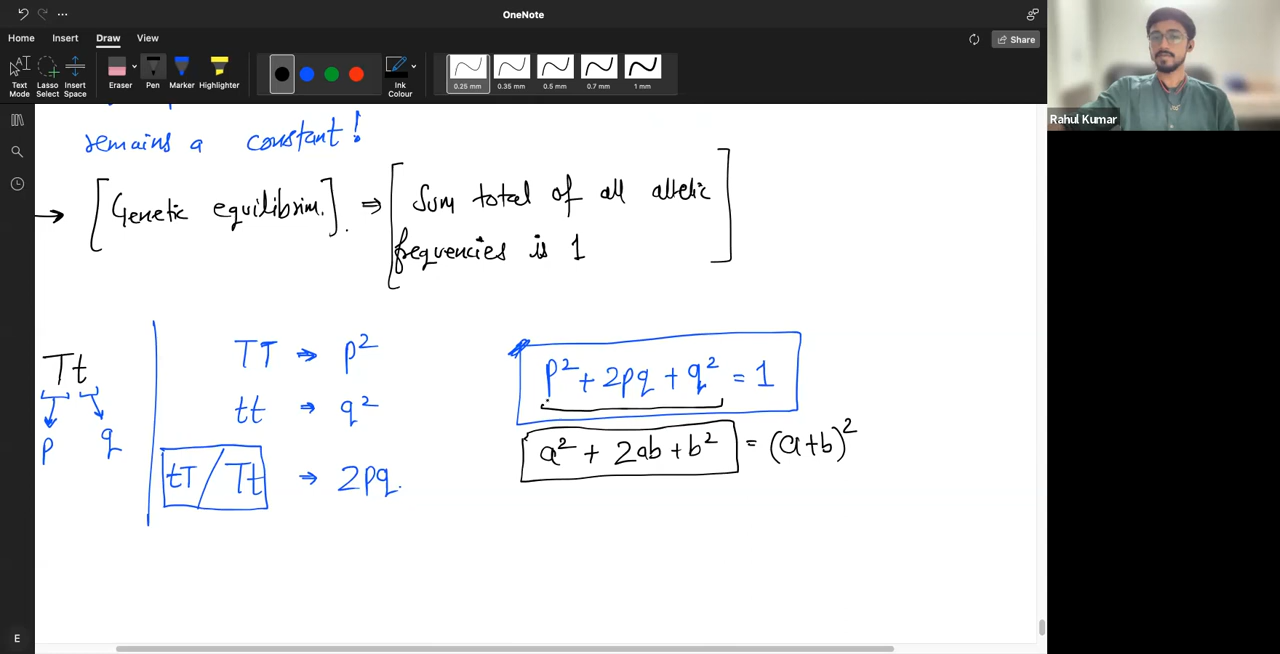 OneNote
Home Insert Draw View
Share
Text Mode
Lasso Select
Insert Space
Eraser
Pen
Marker
Highlighter
Ink Colour
0.25 mm
0.35 mm
0.5 mm
0.7 mm
1 mm
Rahul Kumar
remains a constant!
→ [Genetic equilibrim.] ⇒ [Sum total of all allelic
frequencies is 1]
Tt
p q
TT → p²
tt ⇒ q²
tT / Tt → 2pq.
p² + 2pq + q² = 1
a² + 2ab + b² = (a+b)²
E